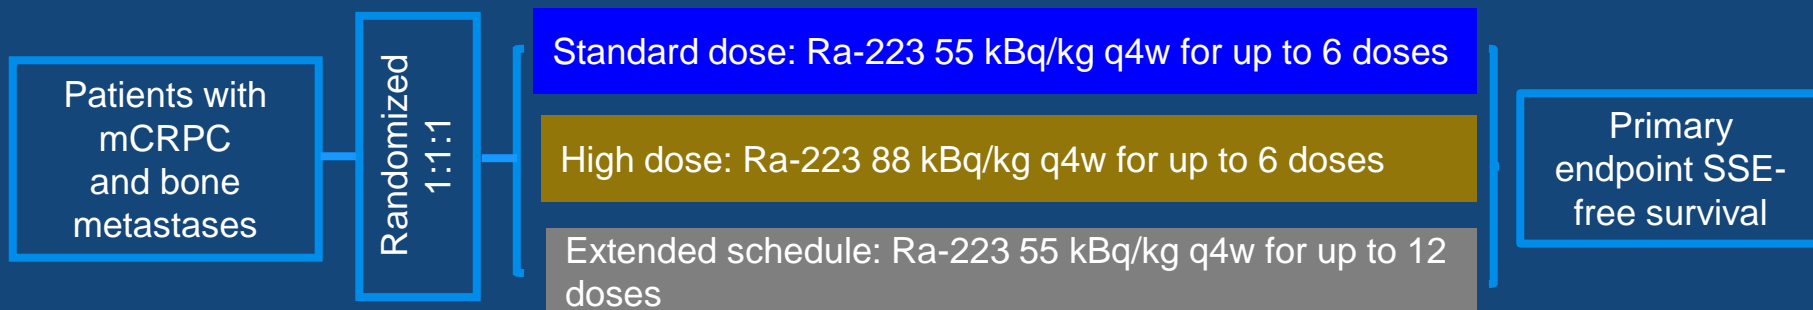 Patients with
mCRPC
and bone
metastases
Randomized
1:1:1
Standard dose: Ra-223 55 kBq/kg q4w for up to 6 doses
High dose: Ra-223 88 kBq/kg q4w for up to 6 doses
Extended schedule: Ra-223 55 kBq/kg q4w for up to 12
doses
Primary
endpoint SSE-
free survival